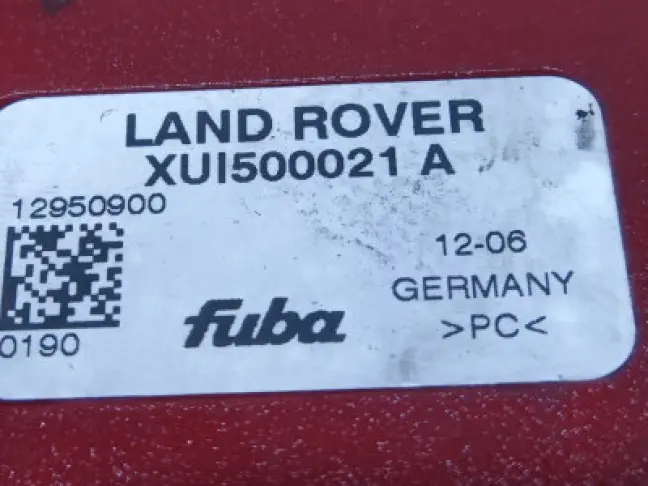 LAND ROVER
XUI500021 A
12950900
12-06
GERMANY
fuba
>PC<
0190